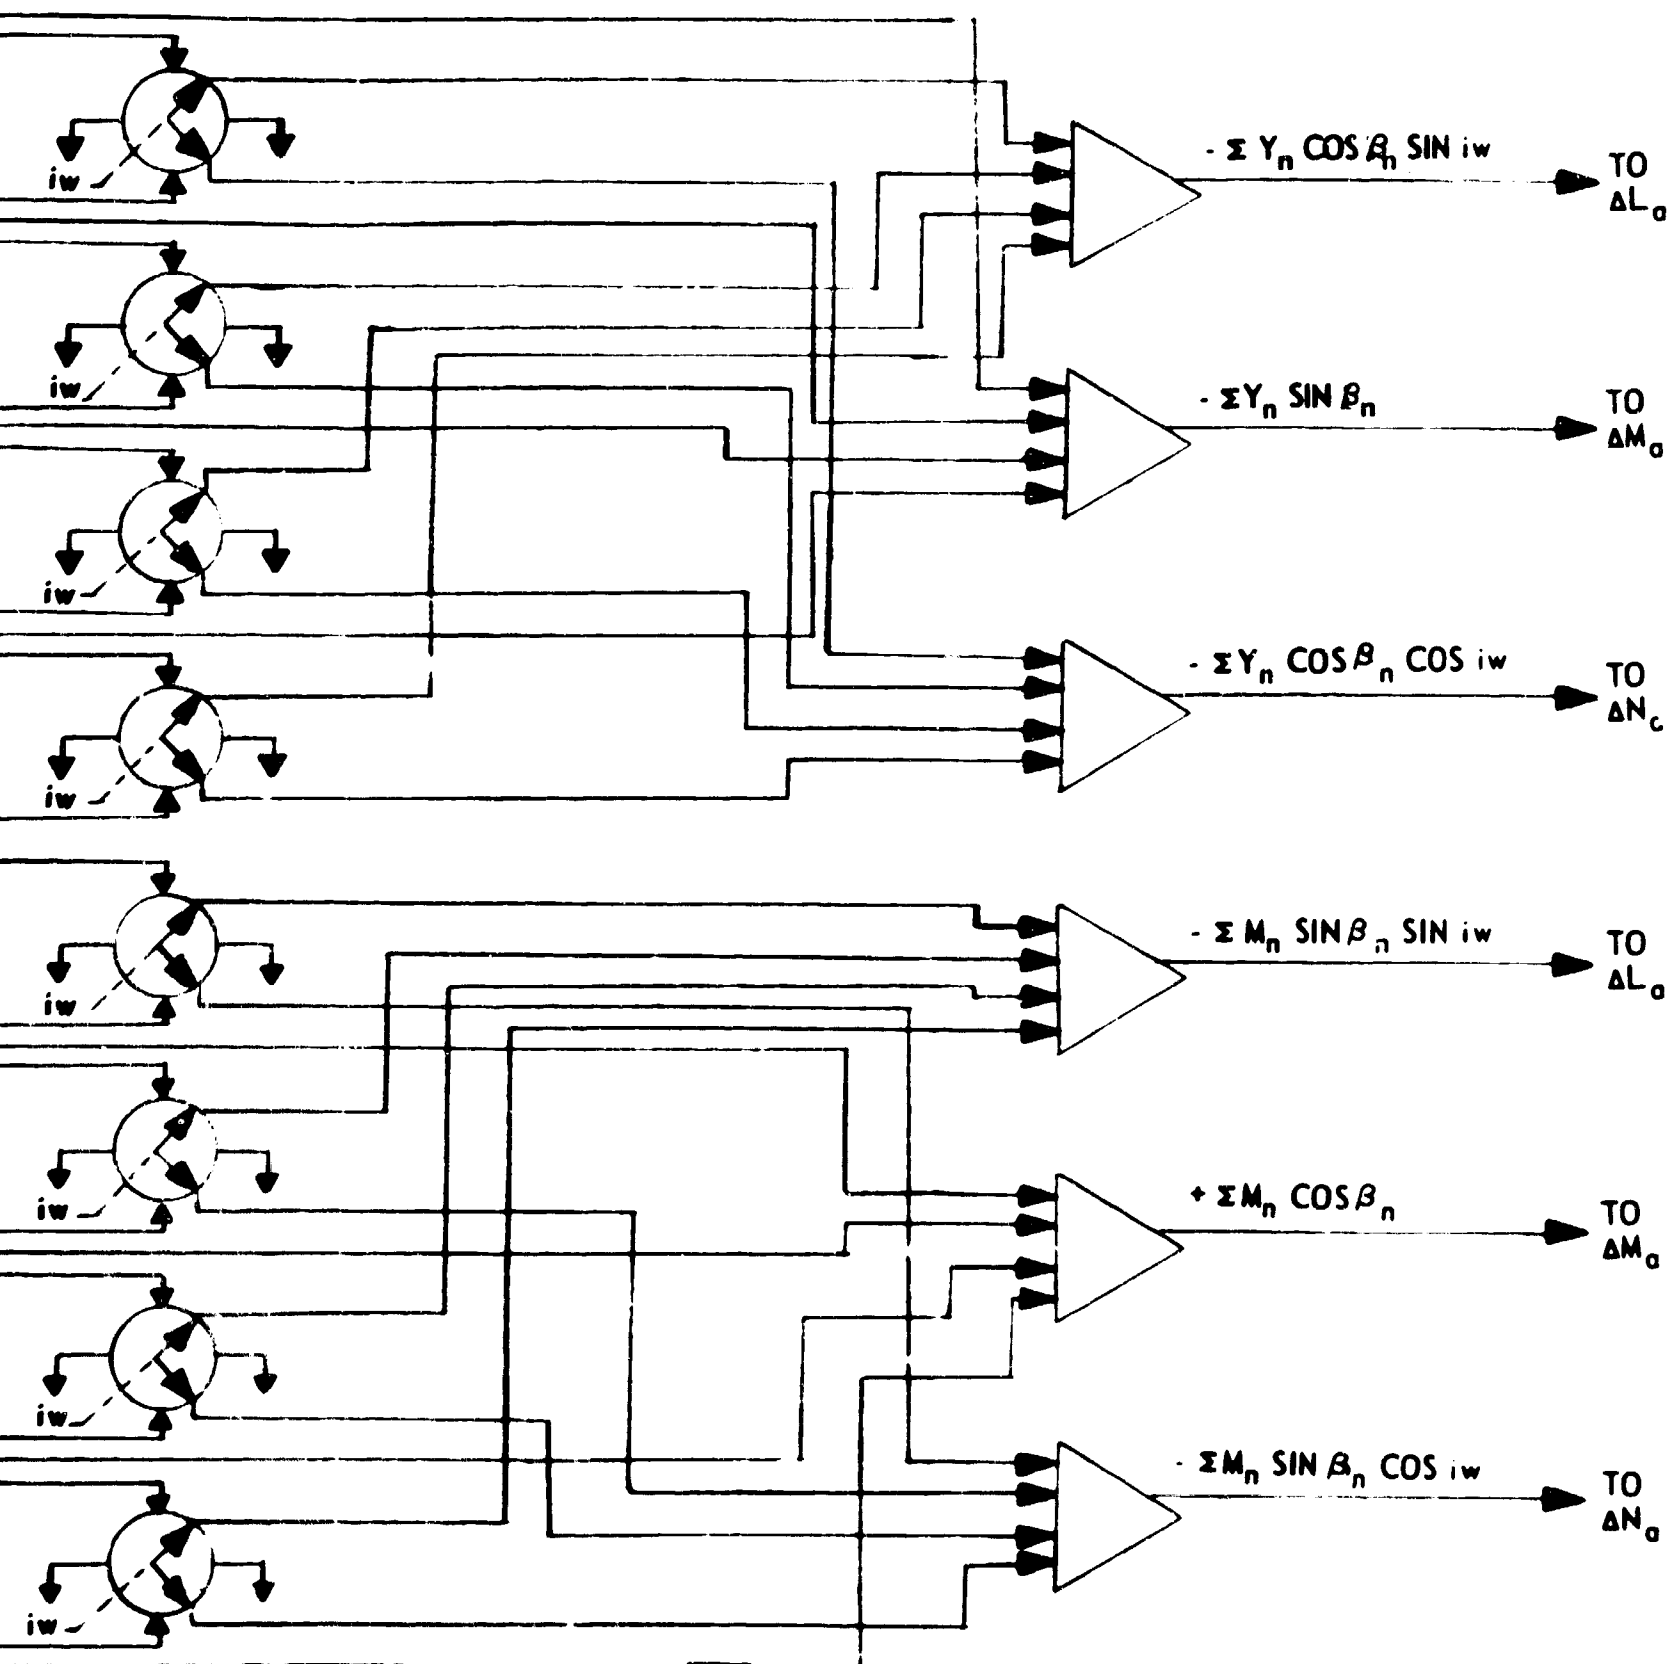 - Σ Yn COS βn SIN iw
TO
ΔLa
iw
iw
- ΣYn SIN βn
TO
ΔMa
iw
- ΣYn COS βn COS iw
TO
ΔNc
iw
- Σ Mn SIN βn SIN iw
TO
ΔLa
iw
iw
+ ΣMn COS βn
TO
ΔMa
iw
- ΣMn SIN βn COS iw
TO
ΔNa
iw